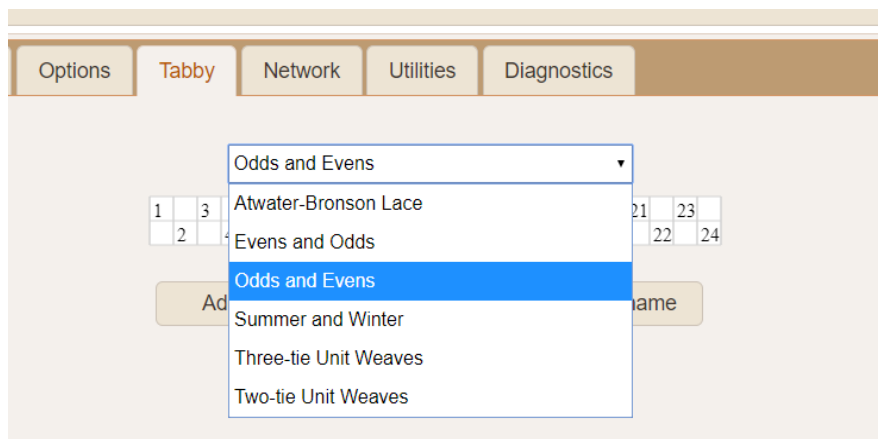 Options Tabby Network Utilities Diagnostics
Odds and Evens
Atwater-Bronson Lace
1 3 21 23
Evens and Odds
2 22 24
Odds and Evens
Summer and Winter
Three-tie Unit Weaves
Two-tie Unit Weaves